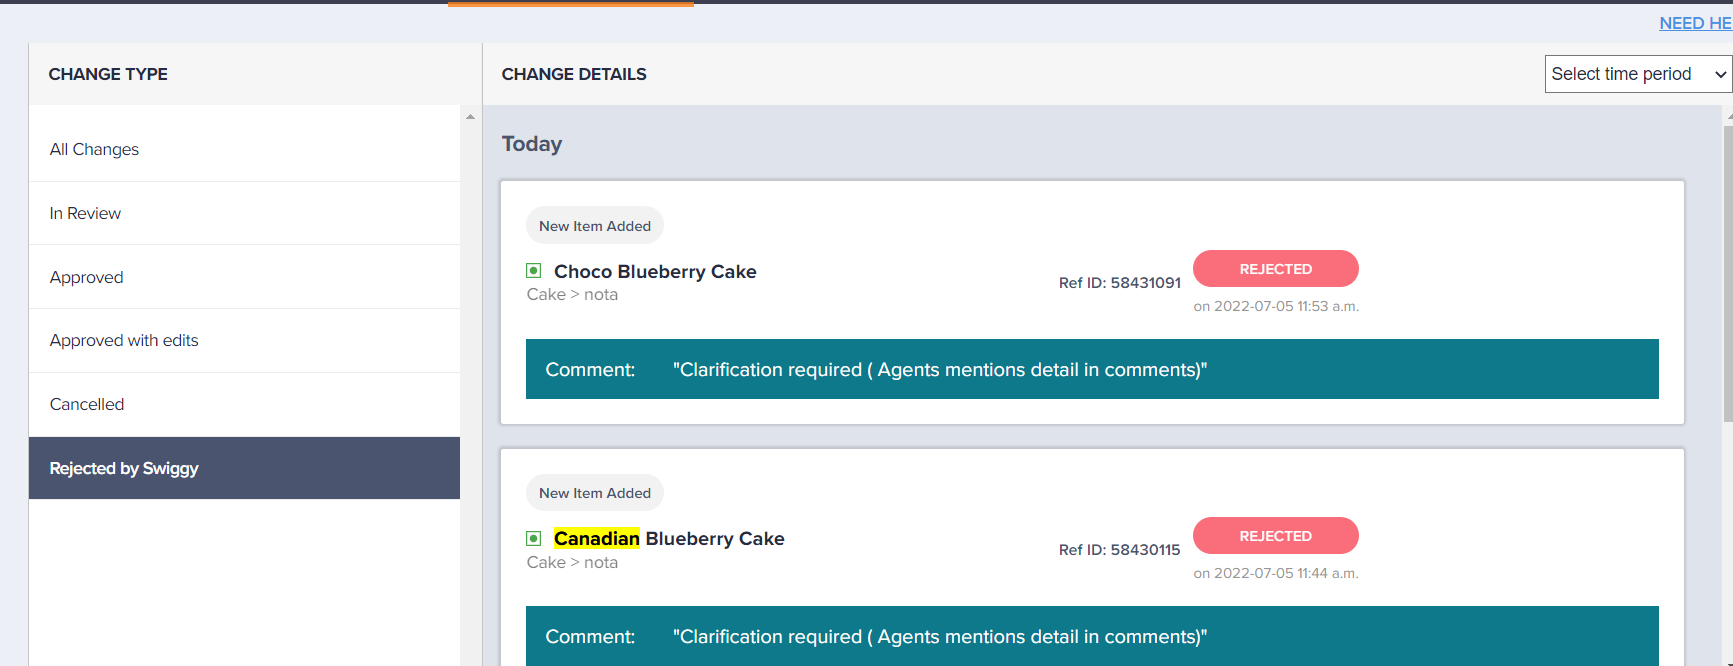 NEED HE
CHANGE TYPE
CHANGE DETAILS
Select time period
All Changes
In Review
Approved
Approved with edits
Cancelled
Rejected by Swiggy
Today
New Item Added
Choco Blueberry Cake
Cake > nota
Ref ID: 58431091
REJECTED
on 2022-07-05 11:53 a.m.
Comment: "Clarification required ( Agents mentions detail in comments)"
New Item Added
Canadian Blueberry Cake
Cake > nota
Ref ID: 58430115
REJECTED
on 2022-07-05 11:44 a.m.
Comment: "Clarification required ( Agents mentions detail in comments)"